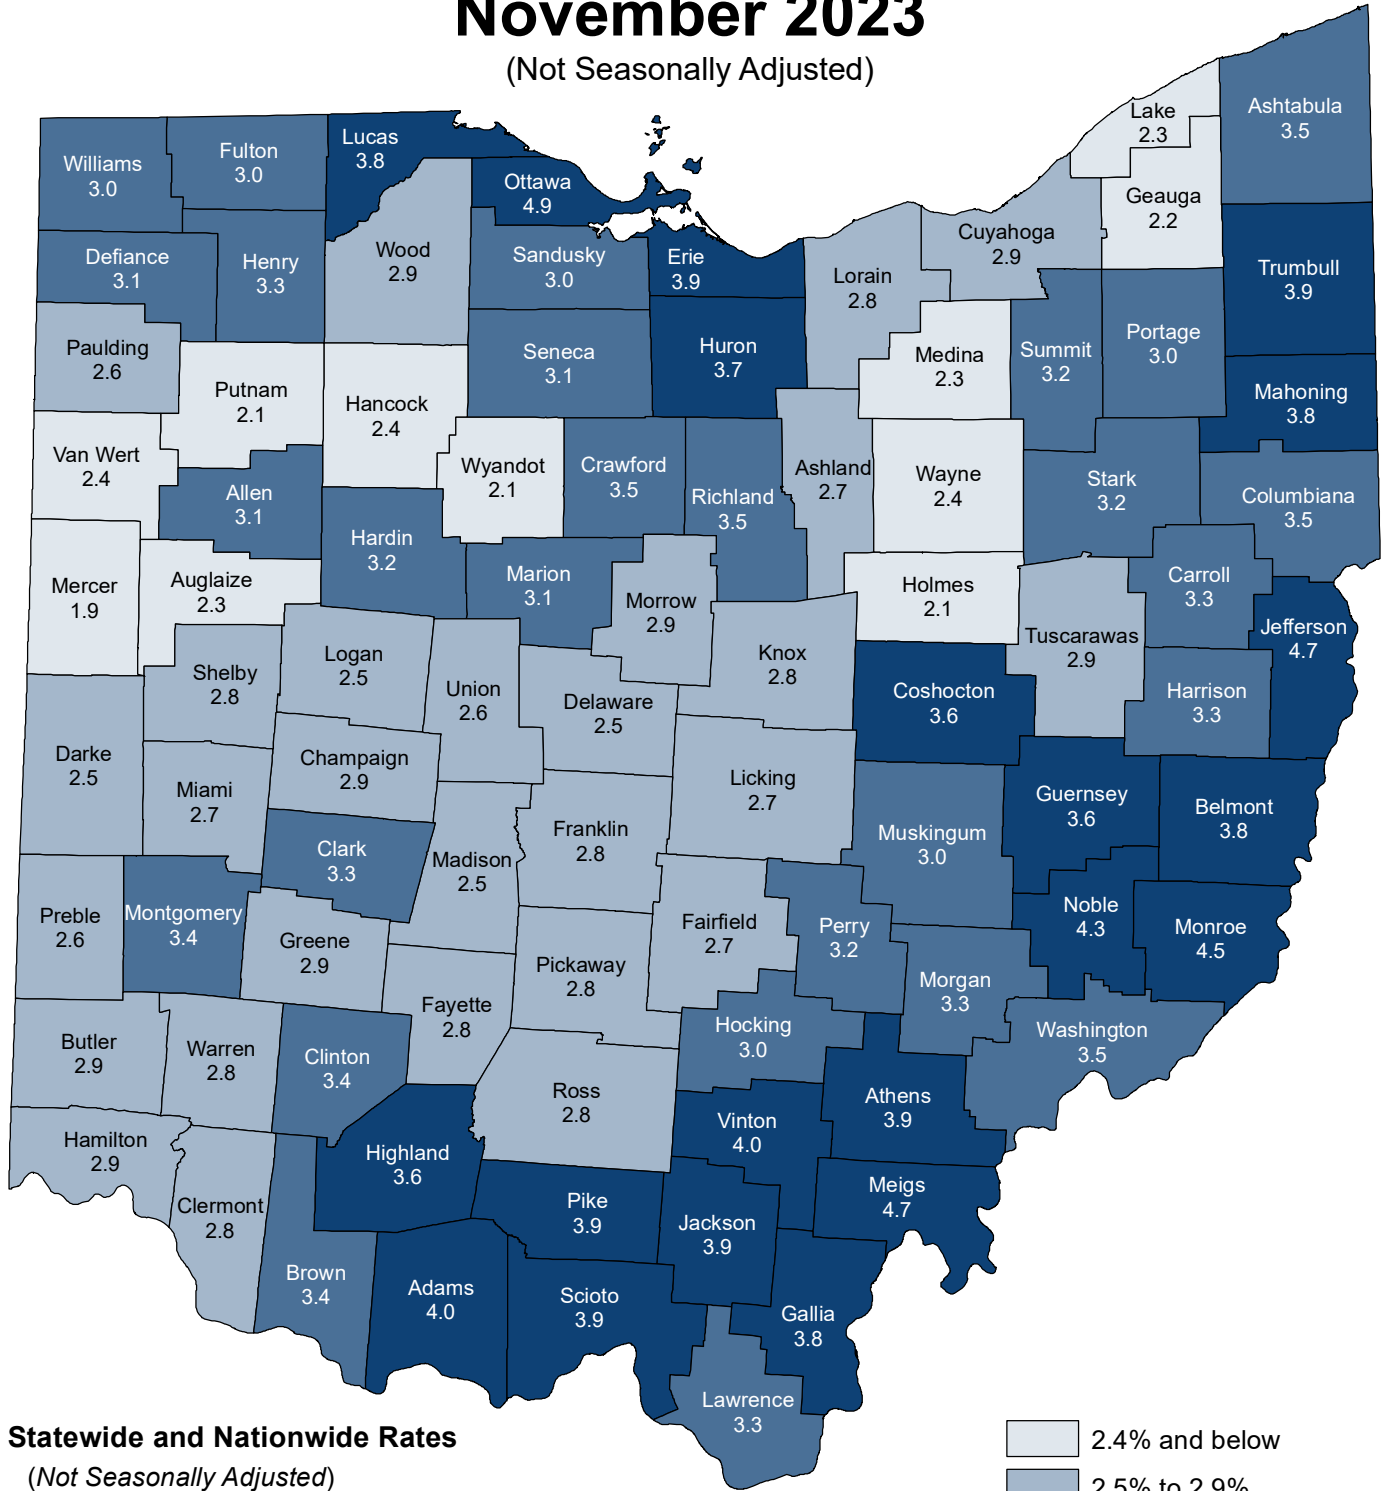 November 2023
(Not Seasonally Adjusted)
Lake
2.3
Ashtabula
3.5
Lucas
3.8
Fulton
3.0
Williams
3.0
Ottawa
4.9
Geauga
2.2
Cuyahoga
2.9
Wood
2.9
Sandusky
3.0
Erie
3.9
Defiance
3.1
Henry
3.3
Lorain
2.8
Trumbull
3.9
Paulding
2.6
Seneca
3.1
Huron
3.7
Medina
2.3
Summit
3.2
Portage
3.0
Putnam
2.1
Hancock
2.4
Mahoning
3.8
Van Wert
2.4
Wyandot
2.1
Crawford
3.5
Ashland
2.7
Wayne
2.4
Stark
3.2
Allen
3.1
Richland
3.5
Columbiana
3.5
Hardin
3.2
Mercer
1.9
Auglaize
2.3
Marion
3.1
Holmes
2.1
Carroll
3.3
Morrow
2.9
Tuscarawas
2.9
Jefferson
4.7
Logan
2.5
Knox
2.8
Shelby
2.8
Union
2.6
Delaware
2.5
Coshocton
3.6
Harrison
3.3
Darke
2.5
Champaign
2.9
Miami
2.7
Licking
2.7
Guernsey
3.6
Belmont
3.8
Franklin
2.8
Muskingum
3.0
Clark
3.3
Madison
2.5
Preble
2.6
Montgomery
3.4
Fairfield
2.7
Perry
3.2
Noble
4.3
Monroe
4.5
Greene
2.9
Pickaway
2.8
Morgan
3.3
Fayette
2.8
Hocking
3.0
Washington
3.5
Butler
2.9
Warren
2.8
Clinton
3.4
Ross
2.8
Athens
3.9
Vinton
4.0
Hamilton
2.9
Highland
3.6
Meigs
4.7
Clermont
2.8
Pike
3.9
Jackson
3.9
Brown
3.4
Adams
4.0
Scioto
3.9
Gallia
3.8
Lawrence
3.3
Statewide and Nationwide Rates
(Not Seasonally Adjusted)
2.4% and below
2.5% to 2.9%